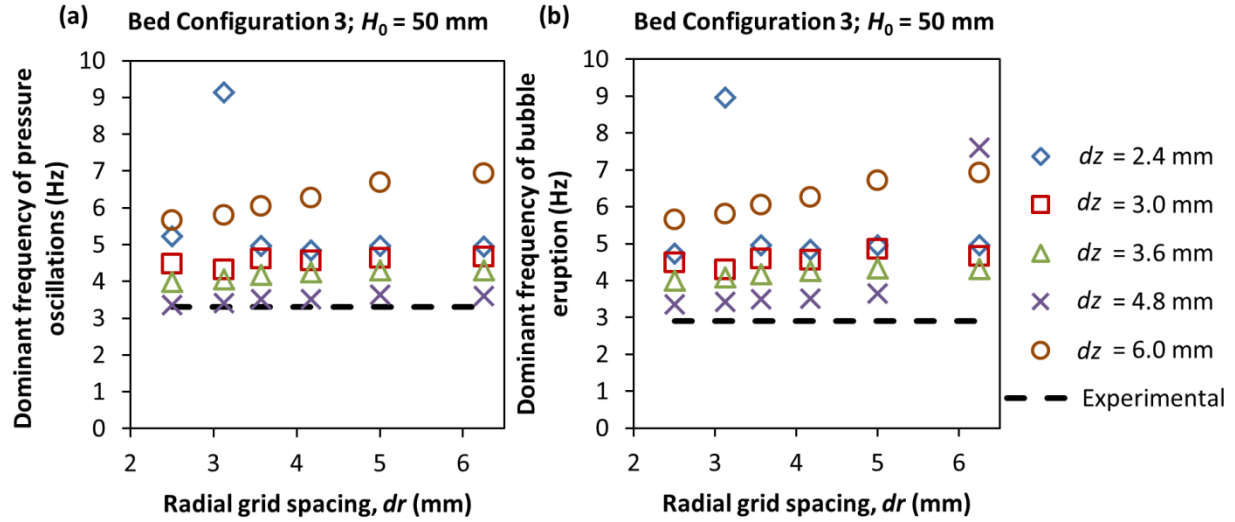 (a) Bed Configuration 3; H₀ = 50 mm
Dominant frequency of pressure
oscillations (Hz)
10
9
8
7
6
5
4
3
2
1
0
2 3 4 5 6
Radial grid spacing, dr (mm)
(b) Bed Configuration 3; H₀ = 50 mm
Dominant frequency of bubble
eruption (Hz)
10
9
8
7
6
5
4
3
2
1
0
2 3 4 5 6
Radial grid spacing, dr (mm)
dz = 2.4 mm
dz = 3.0 mm
dz = 3.6 mm
dz = 4.8 mm
dz = 6.0 mm
Experimental